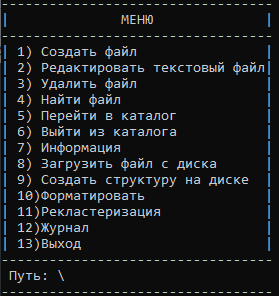 МЕНЮ
1) Создать файл
2) Редактировать текстовый файл
3) Удалить файл
4) Найти файл
5) Перейти в каталог
6) Выйти из каталога
7) Информация
8) Загрузить файл с диска
9) Создать структуру на диске
10)Форматировать
11)Рекластеризация
12)Журнал
13)Выход
Путь: \